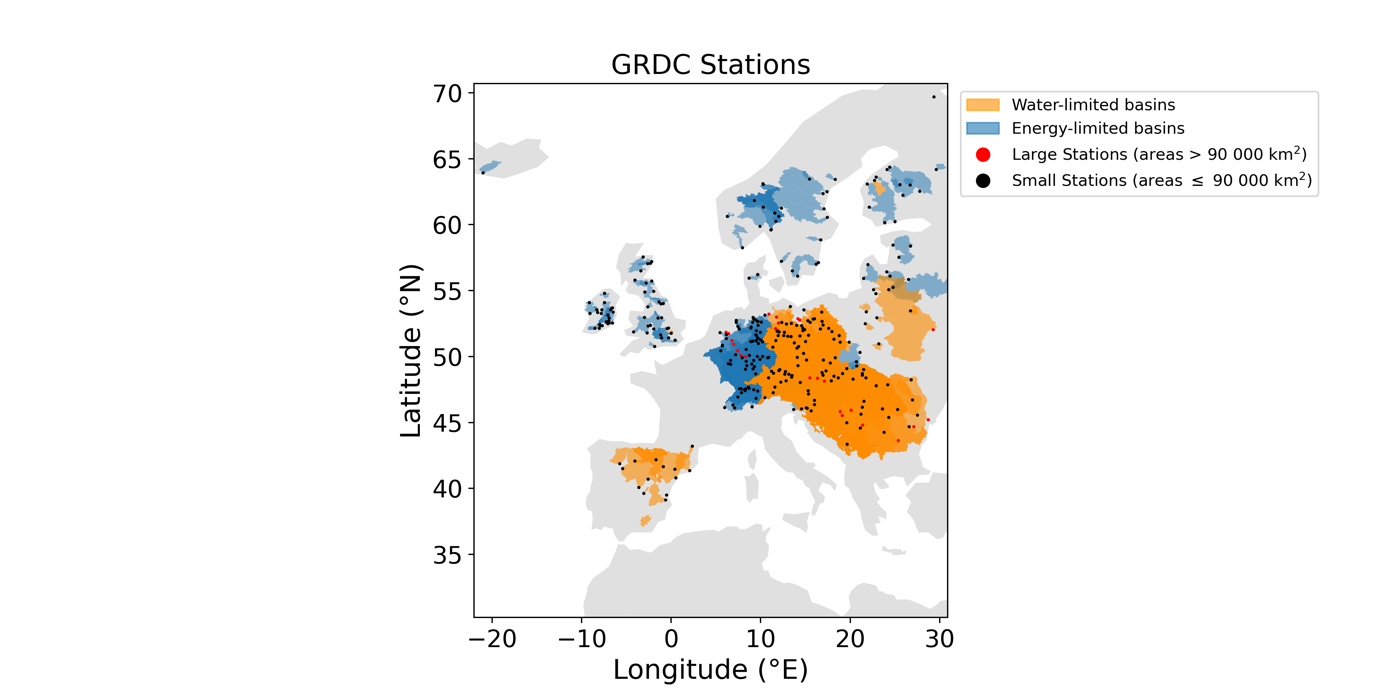 GRDC Stations
70
65
60
55
50
45
40
35
−20 −10 0 10 20 30
Latitude (°N)
Longitude (°E)
Water-limited basins
Energy-limited basins
Large Stations (areas > 90 000 km²)
Small Stations (areas ≤ 90 000 km²)